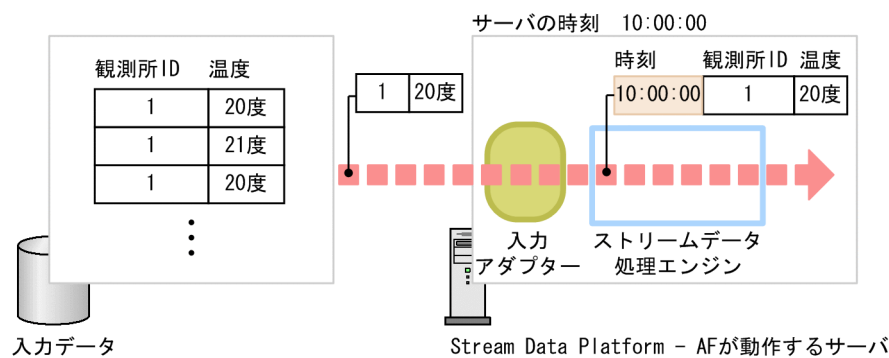 サーバの時刻 10:00:00
観測所ID 温度
1 20度
1 21度
1 20度
1 20度
時刻 観測所ID 温度
10:00:00 1 20度
入力
アダプター
ストリームデータ
処理エンジン
入力データ
Stream Data Platform - AFが動作するサーバ